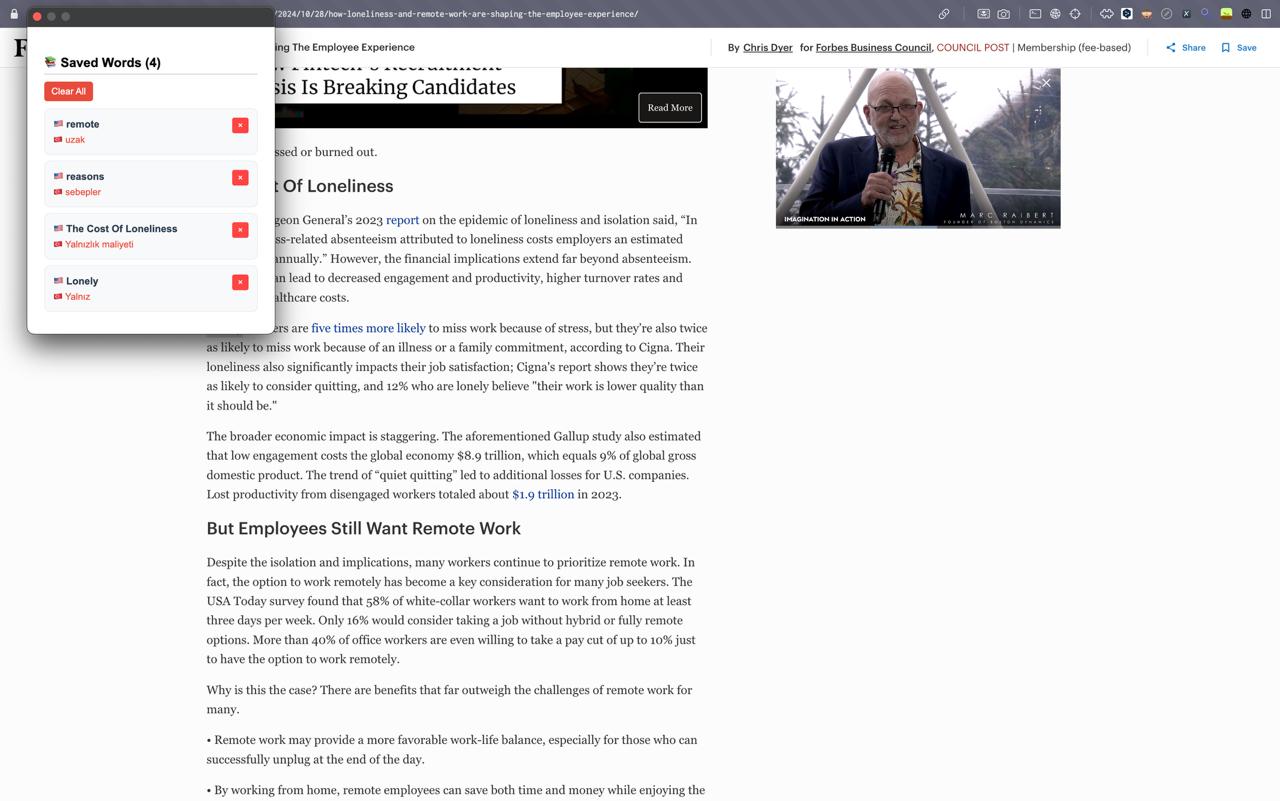 /2024/10/28/how-loneliness-and-remote-work-are-shaping-the-employee-experience/
F
ing The Employee Experience
By Chris Dyer for Forbes Business Council, COUNCIL POST | Membership (fee-based)
Share
Save
Saved Words (4)
Clear All
remote
uzak
reasons
sebepler
The Cost Of Loneliness
Yalnızlık maliyeti
Lonely
Yalnız
sis Is Breaking Candidates
Read More
ssed or burned out.
t Of Loneliness
geon General's 2023 report on the epidemic of loneliness and isolation said, “In
ss-related absenteeism attributed to loneliness costs employers an estimated
annually.” However, the financial implications extend far beyond absenteeism.
an lead to decreased engagement and productivity, higher turnover rates and
althcare costs.
ers are five times more likely to miss work because of stress, but they're also twice
as likely to miss work because of an illness or a family commitment, according to Cigna. Their
loneliness also significantly impacts their job satisfaction; Cigna's report shows they're twice
as likely to consider quitting, and 12% who are lonely believe "their work is lower quality than
it should be."
The broader economic impact is staggering. The aforementioned Gallup study also estimated
that low engagement costs the global economy $8.9 trillion, which equals 9% of global gross
domestic product. The trend of “quiet quitting” led to additional losses for U.S. companies.
Lost productivity from disengaged workers totaled about $1.9 trillion in 2023.
But Employees Still Want Remote Work
Despite the isolation and implications, many workers continue to prioritize remote work. In
fact, the option to work remotely has become a key consideration for many job seekers. The
USA Today survey found that 58% of white-collar workers want to work from home at least
three days per week. Only 16% would consider taking a job without hybrid or fully remote
options. More than 40% of office workers are even willing to take a pay cut of up to 10% just
to have the option to work remotely.
Why is this the case? There are benefits that far outweigh the challenges of remote work for
many.
• Remote work may provide a more favorable work-life balance, especially for those who can
successfully unplug at the end of the day.
• By working from home, remote employees can save both time and money while enjoying the
IMAGINATION IN ACTION
MARC RAIBERT
FOUNDER OF BOSTON DYNAMICS